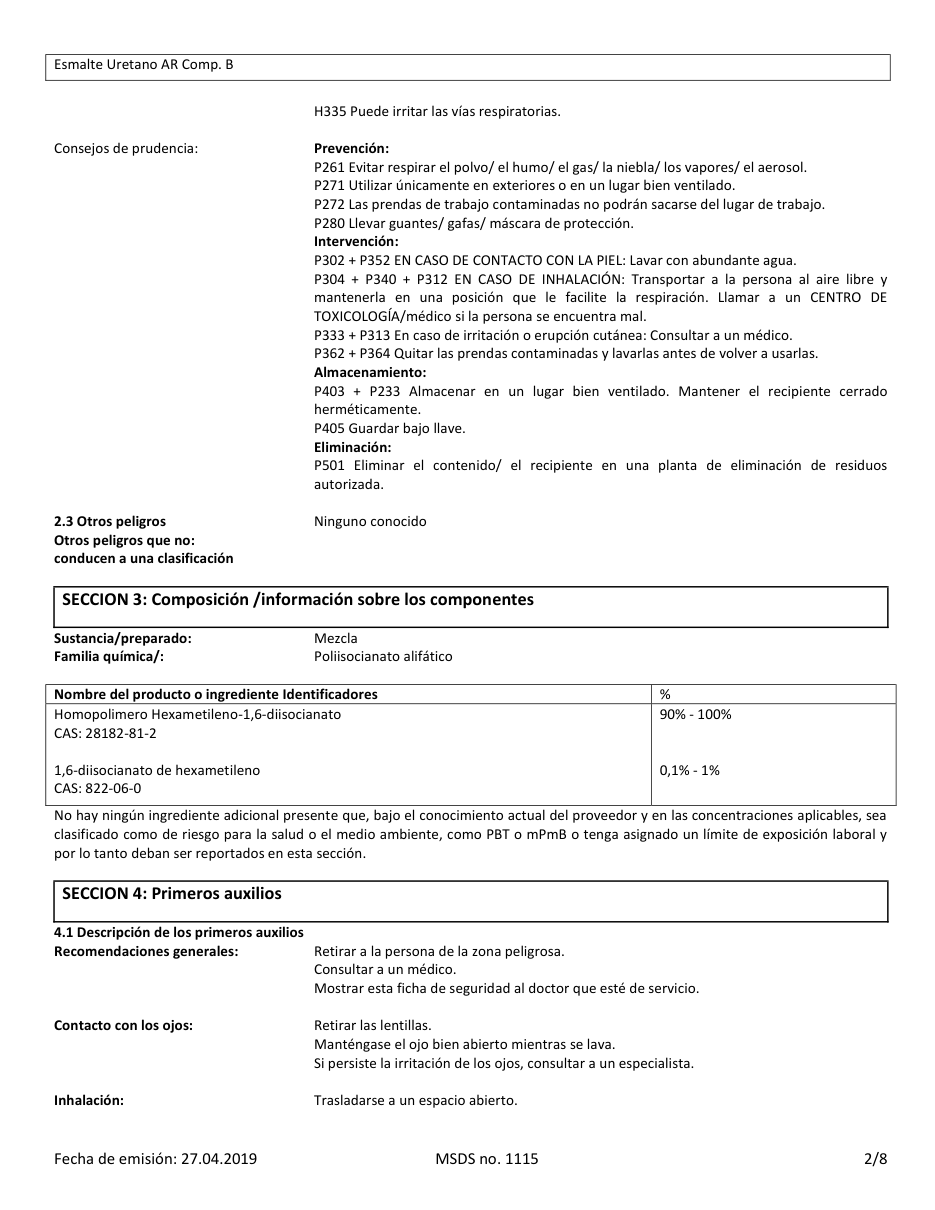 Esmalte Uretano AR Comp. B
H335 Puede irritar las vías respiratorias.
Consejos de prudencia:
Prevención:
P261 Evitar respirar el polvo/ el humo/ el gas/ la niebla/ los vapores/ el aerosol.
P271 Utilizar únicamente en exteriores o en un lugar bien ventilado.
P272 Las prendas de trabajo contaminadas no podrán sacarse del lugar de trabajo.
P280 Llevar guantes/ gafas/ máscara de protección.
Intervención:
P302 + P352 EN CASO DE CONTACTO CON LA PIEL: Lavar con abundante agua.
P304 + P340 + P312 EN CASO DE INHALACIÓN: Transportar a la persona al aire libre y
mantenerla en una posición que le facilite la respiración. Llamar a un CENTRO DE
TOXICOLOGÍA/médico si la persona se encuentra mal.
P333 + P313 En caso de irritación o erupción cutánea: Consultar a un médico.
P362 + P364 Quitar las prendas contaminadas y lavarlas antes de volver a usarlas.
Almacenamiento:
P403 + P233 Almacenar en un lugar bien ventilado. Mantener el recipiente cerrado
herméticamente.
P405 Guardar bajo llave.
Eliminación:
P501 Eliminar el contenido/ el recipiente en una planta de eliminación de residuos
autorizada.
2.3 Otros peligros
Ninguno conocido
Otros peligros que no:
conducen a una clasificación
SECCION 3: Composición /información sobre los componentes
Sustancia/preparado:
Mezcla
Familia química/:
Poliisocianato alifático
Nombre del producto o ingrediente Identificadores
%
Homopolimero Hexametileno-1,6-diisocianato
90% - 100%
CAS: 28182-81-2
1,6-diisocianato de hexametileno
0,1% - 1%
CAS: 822-06-0
No hay ningún ingrediente adicional presente que, bajo el conocimiento actual del proveedor y en las concentraciones aplicables, sea
clasificado como de riesgo para la salud o el medio ambiente, como PBT o mPmB o tenga asignado un límite de exposición laboral y
por lo tanto deban ser reportados en esta sección.
SECCION 4: Primeros auxilios
4.1 Descripción de los primeros auxilios
Recomendaciones generales:
Retirar a la persona de la zona peligrosa.
Consultar a un médico.
Mostrar esta ficha de seguridad al doctor que esté de servicio.
Contacto con los ojos:
Retirar las lentillas.
Manténgase el ojo bien abierto mientras se lava.
Si persiste la irritación de los ojos, consultar a un especialista.
Inhalación:
Trasladarse a un espacio abierto.
Fecha de emisión: 27.04.2019
MSDS no. 1115
2/8